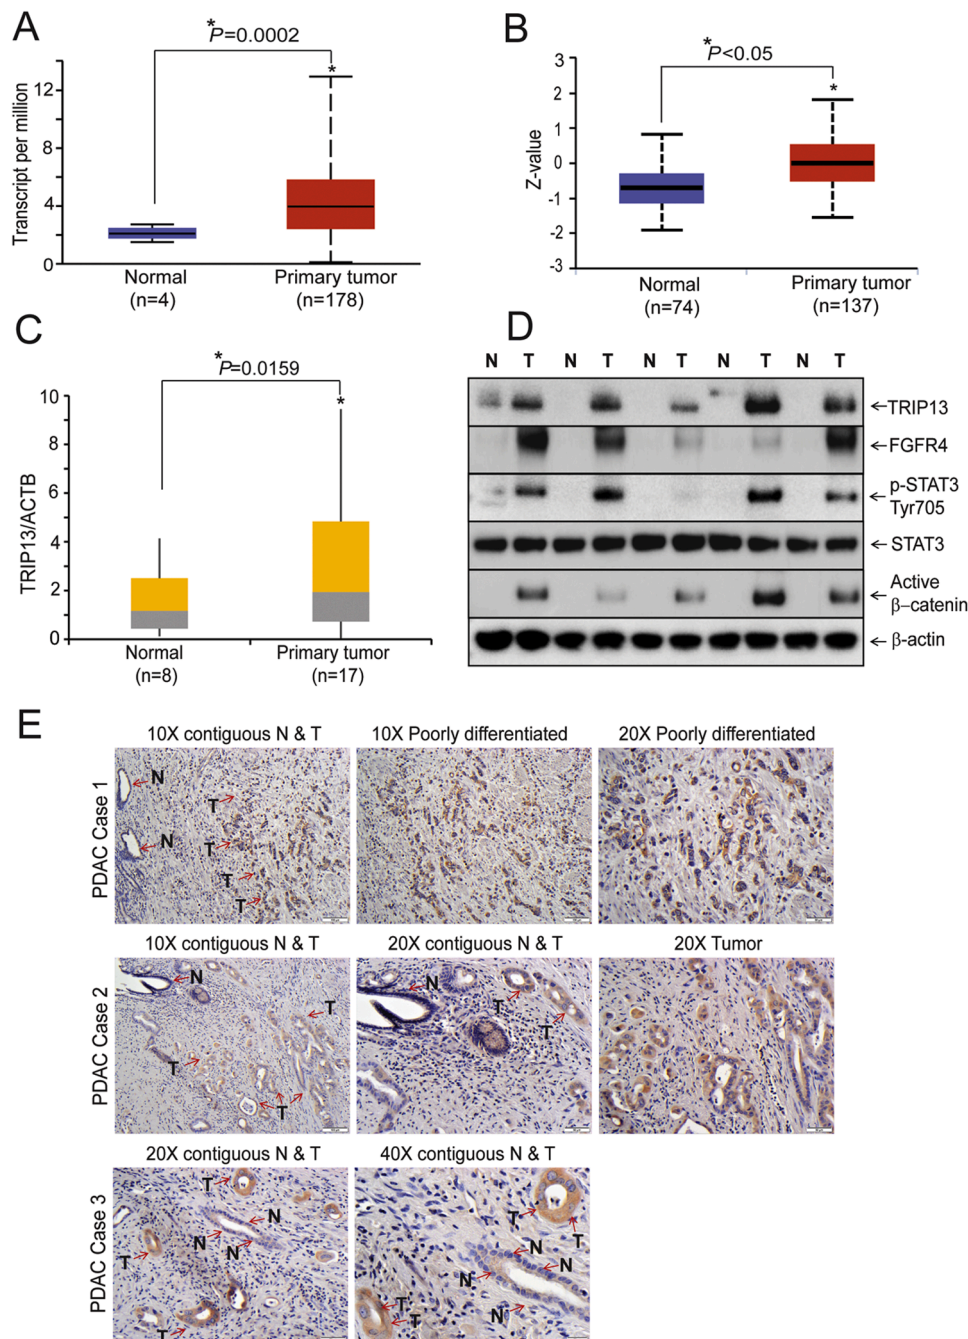 A
*P=0.0002
Transcript per million
12
8
4
0
*
Normal
(n=4)
Primary tumor
(n=178)
B
*P<0.05
Z-value
3
2
1
0
-1
-2
-3
*
Normal
(n=74)
Primary tumor
(n=137)
C
*P=0.0159
TRIP13/ACTB
10
8
6
4
2
0
*
Normal
(n=8)
Primary tumor
(n=17)
D
N T N T N T N T N T
←TRIP13
←FGFR4
←p-STAT3
Tyr705
←STAT3
←Active
β-catenin
←β-actin
E
10X contiguous N & T
10X Poorly differentiated
20X Poorly differentiated
PDAC Case 1
N
N
T
T
T
T
10X contiguous N & T
20X contiguous N & T
20X Tumor
PDAC Case 2
N
T
T
T
N
T
T
20X contiguous N & T
40X contiguous N & T
PDAC Case 3
T
N
N
N
T
T
T
T
N
N
N
N
T
T